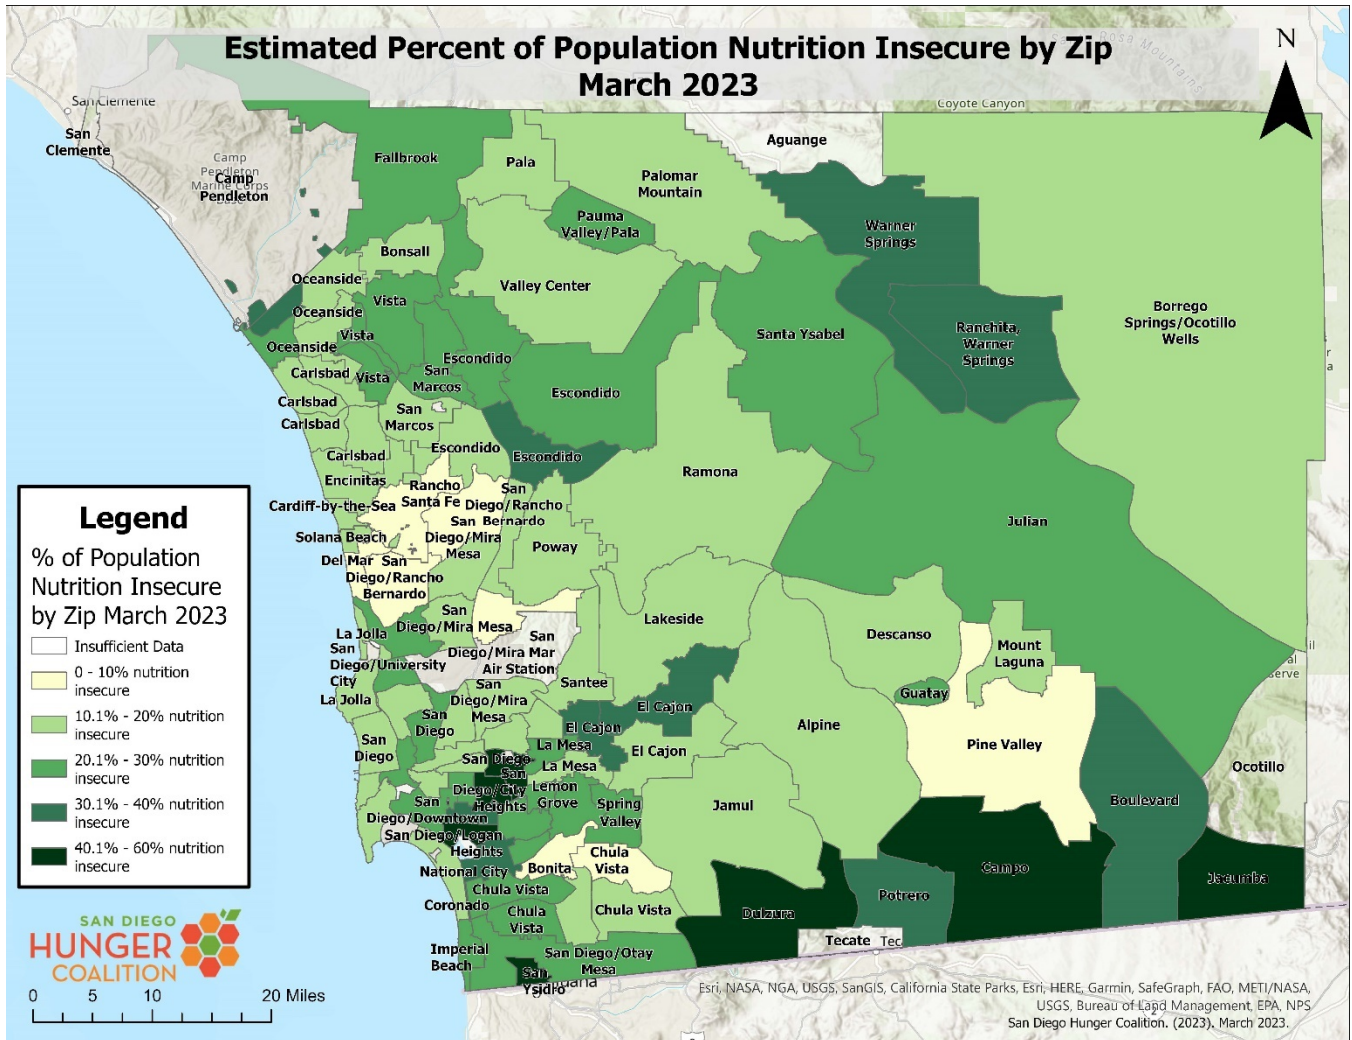 Estimated Percent of Population Nutrition Insecure by Zip
March 2023
N
Coyote Canyon
San Clemente
San
Clemente
Camp
Pendleton
Marine Corps
Base
Camp
Pendleton
Fallbrook
Pala
Aguange
Palomar
Mountain
Pauma
Valley/Pala
Warner
Springs
Bonsall
Oceanside
Valley Center
Vista
Oceanside
Borrego
Springs/Ocotillo
Wells
Ranchita,
Warner
Springs
Santa Ysabel
Vista
Oceanside
Escondido
Carlsbad
Vista
San
Marcos
Escondido
Carlsbad
Carlsbad
San
Marcos
Escondido
Carlsbad
Escondido
Ramona
Encinitas
Rancho
Santa Fe
San
Diego/Rancho
Bernardo
Cardiff-by-the-Sea
San
Diego/Mira
Mesa
Julian
Solana Beach
Poway
Del Mar
San
Diego/Rancho
Bernardo
San
Diego/Mira Mesa
Lakeside
Descanso
Mount
Laguna
La Jolla
San
Diego/University
City
San
Diego/Mira Mar
Air Station
Santee
San
Diego/Mira
Mesa
Guatay
La Jolla
El Cajon
San
Diego
El Cajon
Alpine
San
Diego
La Mesa
El Cajon
Pine Valley
San Diego
La Mesa
Ocotillo
San
Diego/City
Heights
Lemon
Grove
Spring
Valley
Jamul
Boulevard
San
Diego/Downtown
San Diego/Logan
Heights
Chula
Vista
National City
Bonita
Campo
Jacumba
Chula Vista
Potrero
Coronado
Chula
Vista
Chula Vista
Dulzura
Tecate
Tec
Imperial
Beach
San Diego/Otay
Mesa
San
Ysidro
Legend
% of Population
Nutrition Insecure
by Zip March 2023
Insufficient Data
0 - 10% nutrition
insecure
10.1% - 20% nutrition
insecure
20.1% - 30% nutrition
insecure
30.1% - 40% nutrition
insecure
40.1% - 60% nutrition
insecure
SAN DIEGO
HUNGER
COALITION
0 5 10 20 Miles
Esri, NASA, NGA, USGS, SanGIS, California State Parks, Esri, HERE, Garmin, SafeGraph, FAO, METI/NASA,
USGS, Bureau of Land Management, EPA, NPS
San Diego Hunger Coalition. (2023). March 2023.